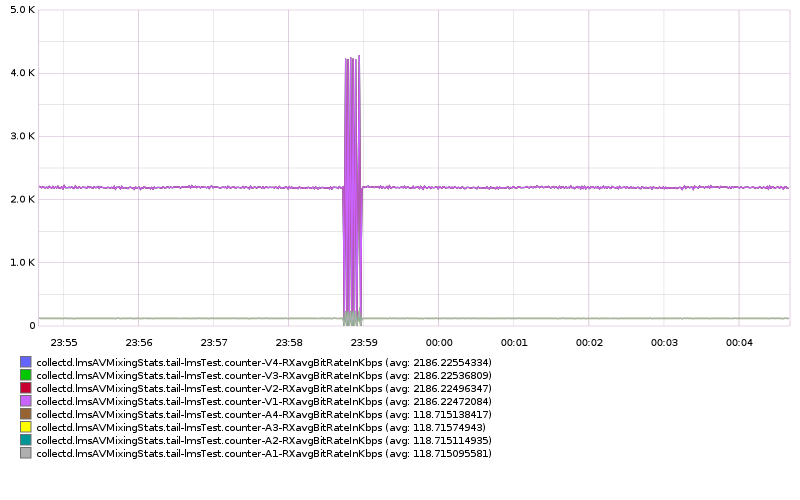 5.0 K
4.0 K
3.0 K
2.0 K
1.0 K
0
23:55 23:56 23:57 23:58 23:59 00:00 00:01 00:02 00:03 00:04
collectd.lmsAVMixingStats.tail-lmsTest.counter-V4-RXavgBitRateInKbps (avg: 2186.22554334)
collectd.lmsAVMixingStats.tail-lmsTest.counter-V3-RXavgBitRateInKbps (avg: 2186.22536809)
collectd.lmsAVMixingStats.tail-lmsTest.counter-V2-RXavgBitRateInKbps (avg: 2186.22496347)
collectd.lmsAVMixingStats.tail-lmsTest.counter-V1-RXavgBitRateInKbps (avg: 2186.22472084)
collectd.lmsAVMixingStats.tail-lmsTest.counter-A4-RXavgBitRateInKbps (avg: 118.715138417)
collectd.lmsAVMixingStats.tail-lmsTest.counter-A3-RXavgBitRateInKbps (avg: 118.71574943)
collectd.lmsAVMixingStats.tail-lmsTest.counter-A2-RXavgBitRateInKbps (avg: 118.715114935)
collectd.lmsAVMixingStats.tail-lmsTest.counter-A1-RXavgBitRateInKbps (avg: 118.715095581)